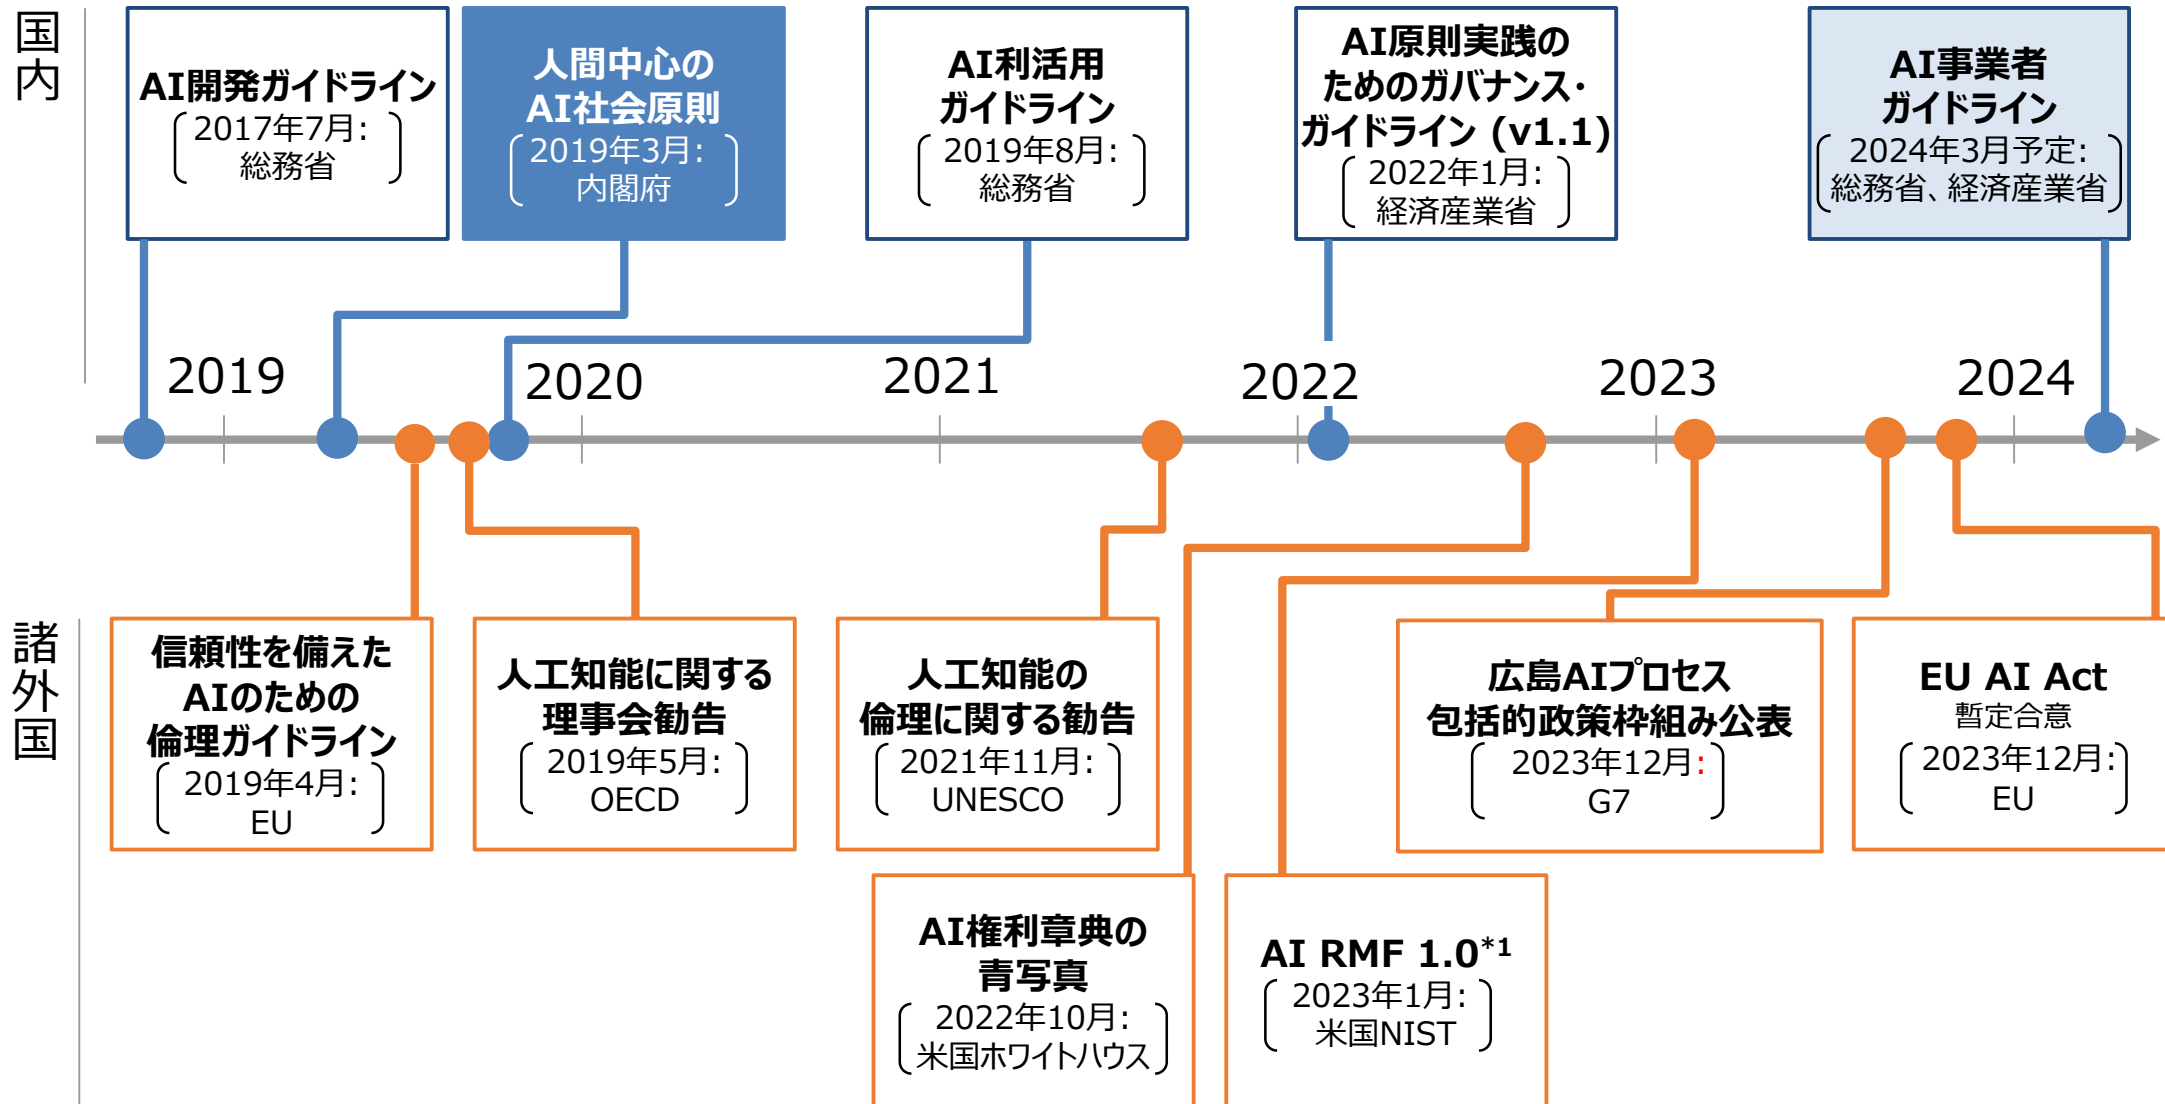 国内
AI開発ガイドライン
2017年7月:
総務省
人間中心の
AI社会原則
2019年3月:
内閣府
AI利活用
ガイドライン
2019年8月:
総務省
AI原則実践の
ためのガバナンス・
ガイドライン (v1.1)
2022年1月:
経済産業省
AI事業者
ガイドライン
2024年3月予定:
総務省、経済産業省
2019
2020
2021
2022
2023
2024
諸外国
信頼性を備えた
AIのための
倫理ガイドライン
2019年4月:
EU
人工知能に関する
理事会勧告
2019年5月:
OECD
人工知能の
倫理に関する勧告
2021年11月:
UNESCO
広島AIプロセス
包括的政策枠組み公表
2023年12月:
G7
EU AI Act
暫定合意
2023年12月:
EU
AI権利章典の
青写真
2022年10月:
米国ホワイトハウス
AI RMF 1.0*1
2023年1月:
米国NIST